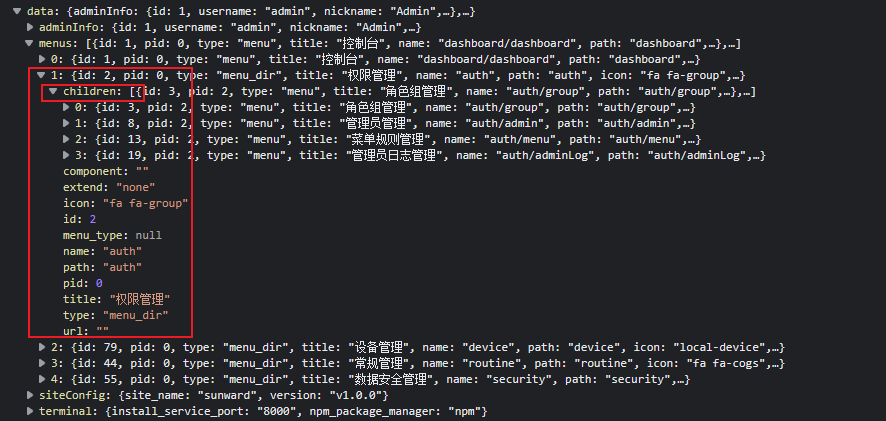 data: {adminInfo: {id: 1, username: "admin", nickname: "Admin",…},…}
adminInfo: {id: 1, username: "admin", nickname: "Admin",…}
menus: [{id: 1, pid: 0, type: "menu", title: "控制台", name: "dashboard/dashboard", path: "dashboard",…},…]
0: {id: 1, pid: 0, type: "menu", title: "控制台", name: "dashboard/dashboard", path: "dashboard",…}
1: {id: 2, pid: 0, type: "menu_dir", title: "权限管理", name: "auth", path: "auth", icon: "fa fa-group",…}
children: [{id: 3, pid: 2, type: "menu", title: "角色组管理", name: "auth/group", path: "auth/group",…},…]
0: {id: 3, pid: 2, type: "menu", title: "角色组管理", name: "auth/group", path: "auth/group",…}
1: {id: 8, pid: 2, type: "menu", title: "管理员管理", name: "auth/admin", path: "auth/admin",…}
2: {id: 13, pid: 2, type: "menu", title: "菜单规则管理", name: "auth/menu", path: "auth/menu",…}
3: {id: 19, pid: 2, type: "menu", title: "管理员日志管理", name: "auth/adminLog", path: "auth/adminLog",…}
component: ""
extend: "none"
icon: "fa fa-group"
id: 2
menu_type: null
name: "auth"
path: "auth"
pid: 0
title: "权限管理"
type: "menu_dir"
url: ""
2: {id: 79, pid: 0, type: "menu_dir", title: "设备管理", name: "device", path: "device", icon: "local-device",…}
3: {id: 44, pid: 0, type: "menu_dir", title: "常规管理", name: "routine", path: "routine", icon: "fa fa-cogs",…}
4: {id: 55, pid: 0, type: "menu_dir", title: "数据安全管理", name: "security", path: "security",…}
siteConfig: {site_name: "sunward", version: "v1.0.0"}
terminal: {install_service_port: "8000", npm_package_manager: "npm"}